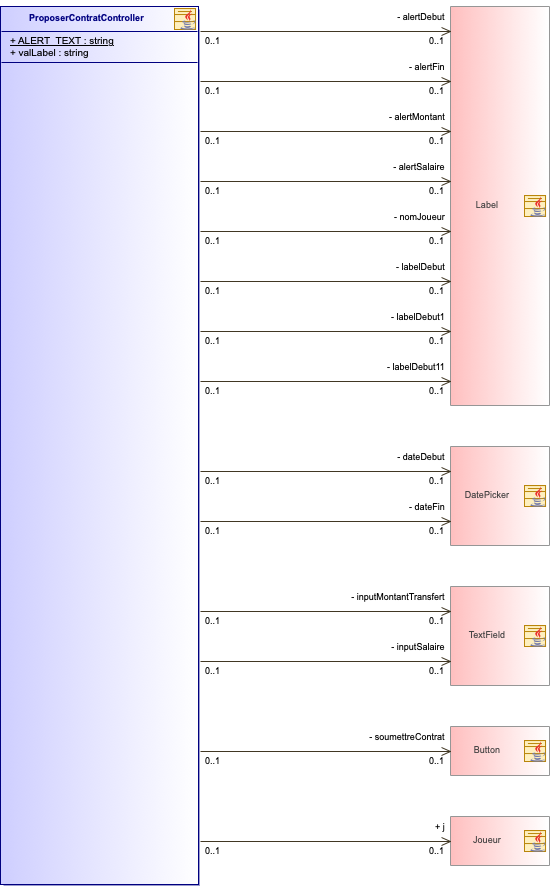 ProposerContratController
+ ALERT_TEXT : string
+ valLabel : string
- alertDebut
0..1 0..1
- alertFin
0..1 0..1
- alertMontant
0..1 0..1
- alertSalaire
0..1 0..1
Label
- nomJoueur
0..1 0..1
- labelDebut
0..1 0..1
- labelDebut1
0..1 0..1
- labelDebut11
0..1 0..1
- dateDebut
0..1 0..1
DatePicker
- dateFin
0..1 0..1
- inputMontantTransfert
0..1 0..1
TextField
- inputSalaire
0..1 0..1
- soumettreContrat
Button
0..1 0..1
+ j
Joueur
0..1 0..1